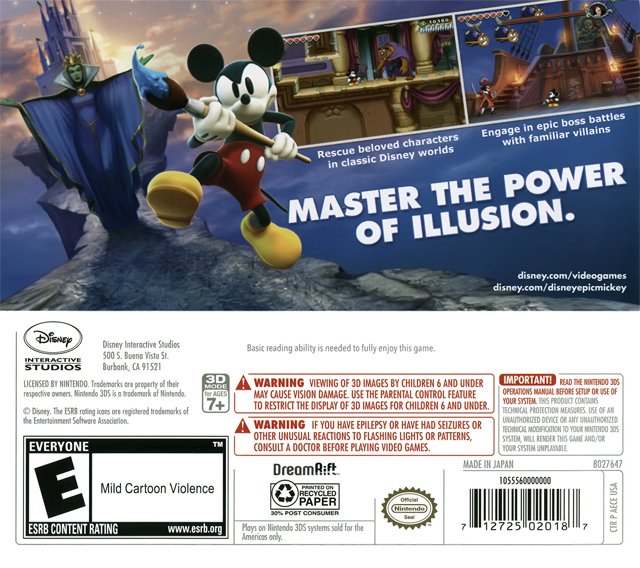 Rescue beloved characters
in classic Disney worlds
Engage in epic boss battles
with familiar villains
MASTER THE POWER
OF ILLUSION.
disney.com/videogames
disney.com/disneyepicmickey
Disney
INTERACTIVE
STUDIOS
Disney Interactive Studios
500 S. Buena Vista St.
Burbank, CA 91521
Basic reading ability is needed to fully enjoy this game.
LICENSED BY NINTENDO. Trademarks are property of their
respective owners. Nintendo 3DS is a trademark of Nintendo.
© Disney. The ESRB rating icons are registered trademarks of
the Entertainment Software Association.
3D
MODE
for AGES
7+
WARNING VIEWING OF 3D IMAGES BY CHILDREN 6 AND UNDER
MAY CAUSE VISION DAMAGE. USE THE PARENTAL CONTROL FEATURE
TO RESTRICT THE DISPLAY OF 3D IMAGES FOR CHILDREN 6 AND UNDER.
WARNING IF YOU HAVE EPILEPSY OR HAVE HAD SEIZURES OR
OTHER UNUSUAL REACTIONS TO FLASHING LIGHTS OR PATTERNS,
CONSULT A DOCTOR BEFORE PLAYING VIDEO GAMES.
IMPORTANT! READ THE NINTENDO 3DS
OPERATIONS MANUAL BEFORE SETUP OR USE OF
YOUR SYSTEM. THIS PRODUCT CONTAINS
TECHNICAL PROTECTION MEASURES. USE OF AN
UNAUTHORIZED DEVICE OR ANY UNAUTHORIZED
TECHNICAL MODIFICATION TO YOUR NINTENDO 3DS
SYSTEM, WILL RENDER THIS GAME AND/OR
YOUR SYSTEM UNPLAYABLE.
EVERYONE
TM
E
Mild Cartoon Violence
ESRB CONTENT RATING www.esrb.org
DreamRift
PRINTED ON
RECYCLED
PAPER
30% POST CONSUMER
Plays on Nintendo 3DS systems sold for the
Americas only.
Official
Nintendo
Seal
MADE IN JAPAN
8027647
1055560000000
7 12725 02018 7
CTR P AECE USA